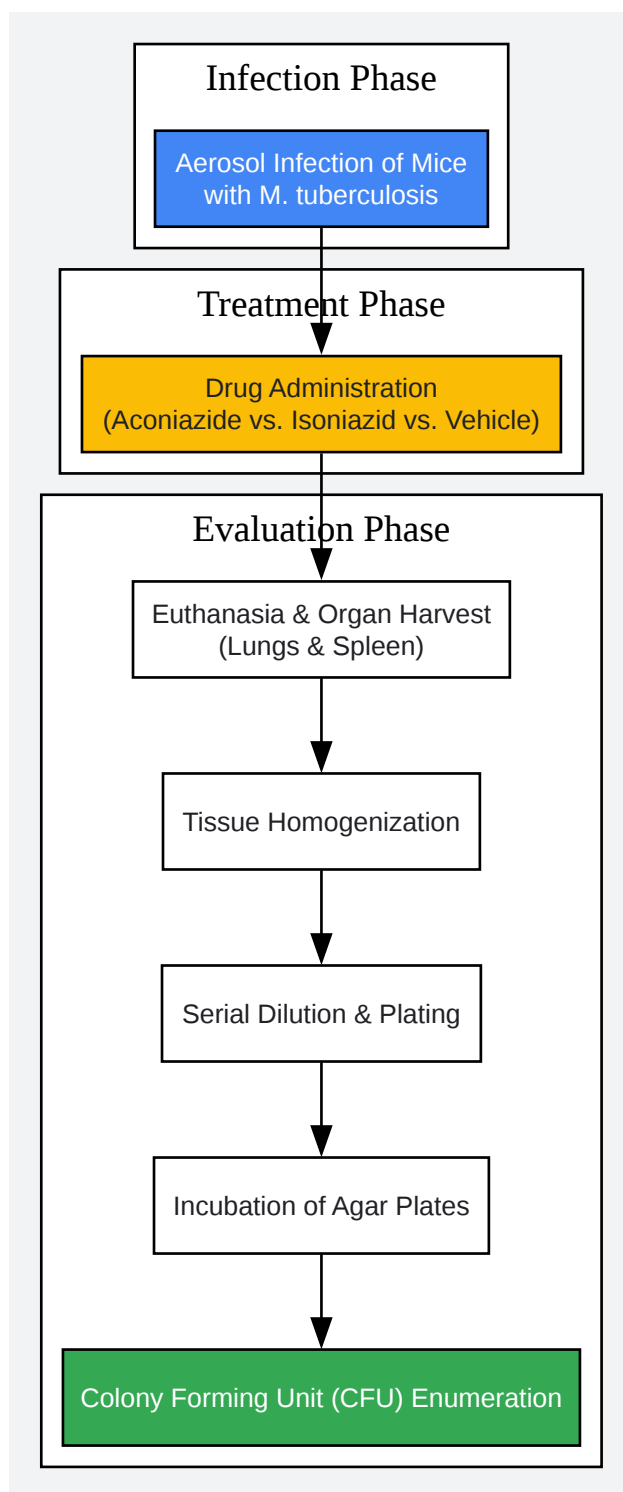 Infection Phase
Aerosol Infection of Mice
with M. tuberculosis
Treatment Phase
Drug Administration
(Aconiazide vs. Isoniazid vs. Vehicle)
Evaluation Phase
Euthanasia & Organ Harvest
(Lungs & Spleen)
Tissue Homogenization
Serial Dilution & Plating
Incubation of Agar Plates
Colony Forming Unit (CFU) Enumeration